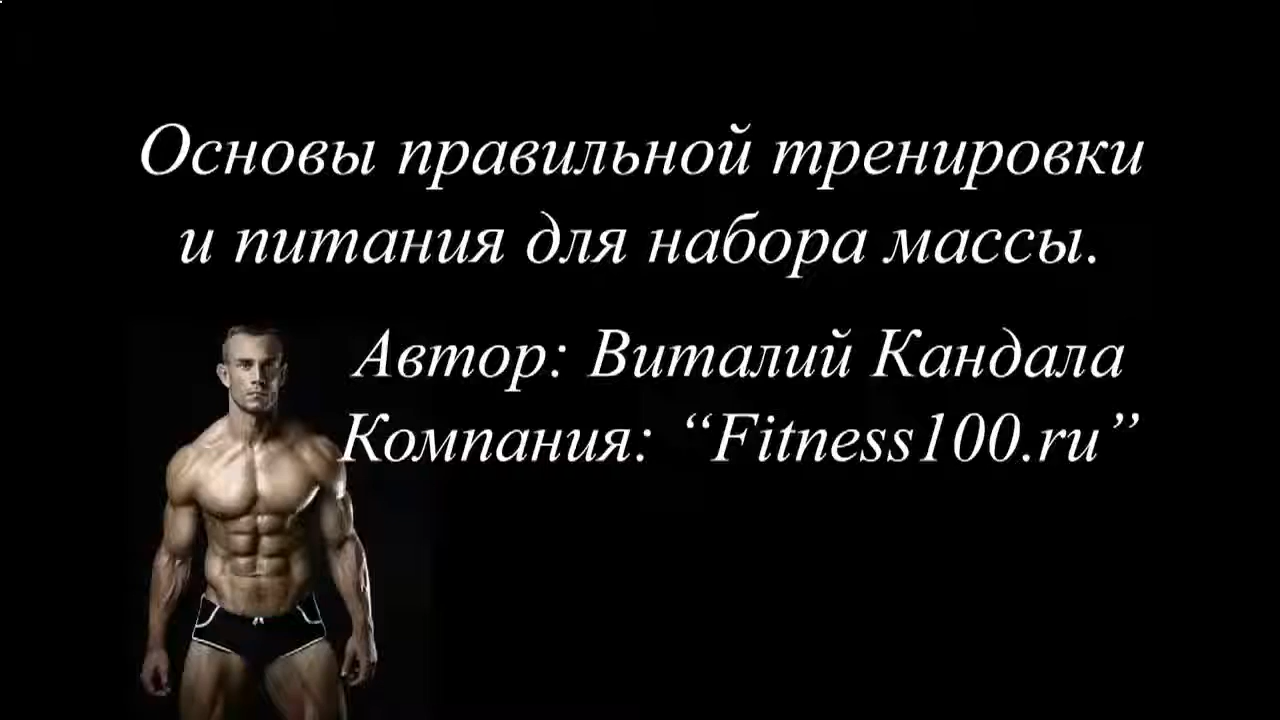 Основы правильной тренировки
и питания для набора массы.
Автор: Виталий Кандала
Компания: “Fitness100.ru”